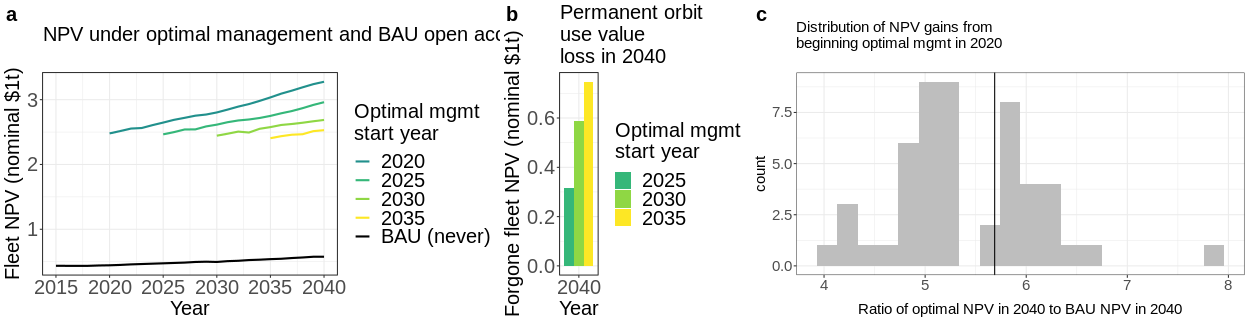 a
NPV under optimal management and BAU open acc
Fleet NPV (nominal $1t)
3
2
1
2015 2020 2025 2030 2035 2040
Year
Optimal mgmt
start year
2020
2025
2030
2035
BAU (never)
b
Permanent orbit
use value
loss in 2040
Forgone fleet NPV (nominal $1t)
0.6
0.4
0.2
0.0
2040
Year
Optimal mgmt
start year
2025
2030
2035
c
Distribution of NPV gains from
beginning optimal mgmt in 2020
count
7.5
5.0
2.5
0.0
4 5 6 7 8
Ratio of optimal NPV in 2040 to BAU NPV in 2040